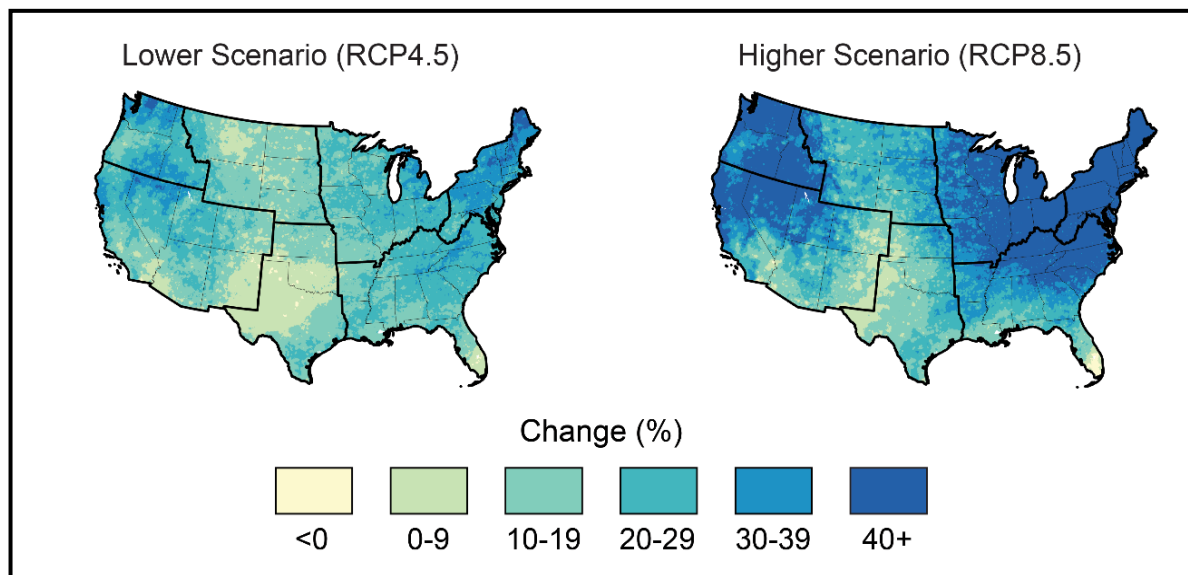 Lower Scenario (RCP4.5)
Higher Scenario (RCP8.5)
Change (%)
<0
0-9
10-19
20-29
30-39
40+